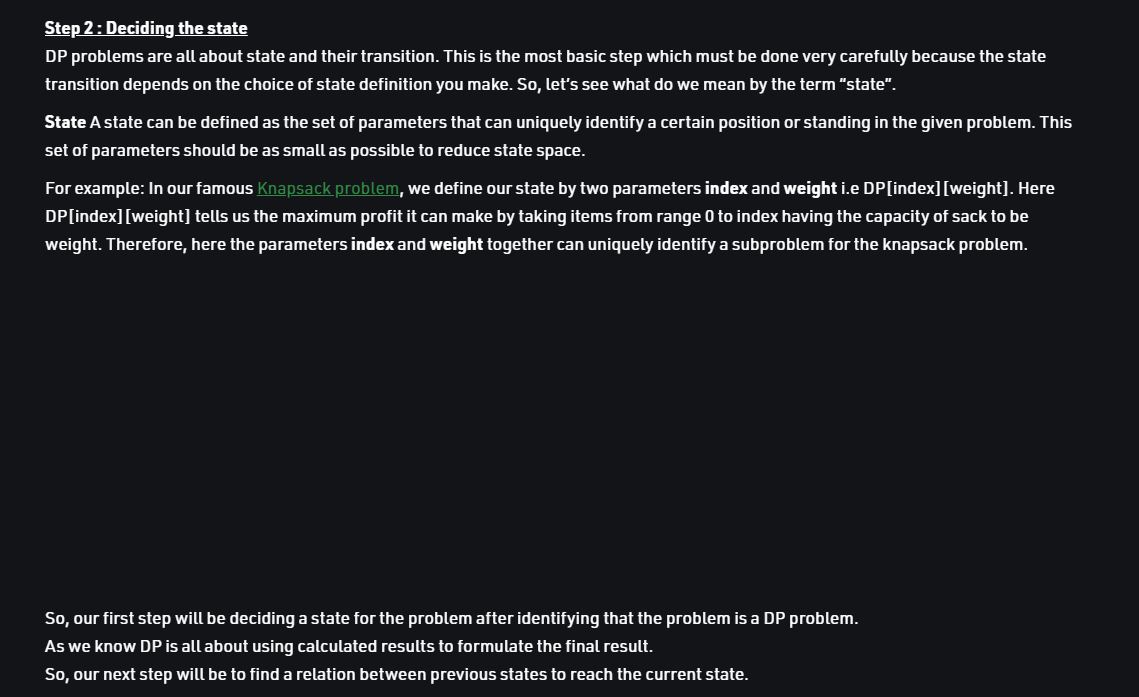 Step 2 : Deciding the state
DP problems are all about state and their transition. This is the most basic step which must be done very carefully because the state
transition depends on the choice of state definition you make. So, let’s see what do we mean by the term “state”.
State A state can be defined as the set of parameters that can uniquely identify a certain position or standing in the given problem. This
set of parameters should be as small as possible to reduce state space.
For example: In our famous Knapsack problem, we define our state by two parameters index and weight i.e DP[index][weight]. Here
DP[index][weight] tells us the maximum profit it can make by taking items from range 0 to index having the capacity of sack to be
weight. Therefore, here the parameters index and weight together can uniquely identify a subproblem for the knapsack problem.
So, our first step will be deciding a state for the problem after identifying that the problem is a DP problem.
As we know DP is all about using calculated results to formulate the final result.
So, our next step will be to find a relation between previous states to reach the current state.